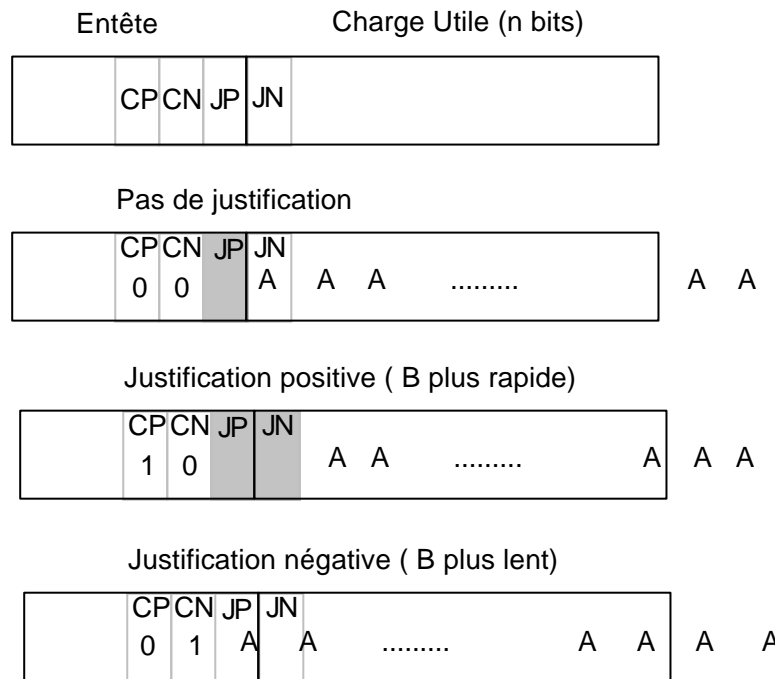 Entête Charge Utile (n bits)
CP CN JP JN
Pas de justification
CP CN JP JN
0 0 A A A ......... A A
Justification positive ( B plus rapide)
CP CN JP JN
1 0 A A ......... A A A
Justification négative ( B plus lent)
CP CN JP JN
0 1 A A ......... A A A A